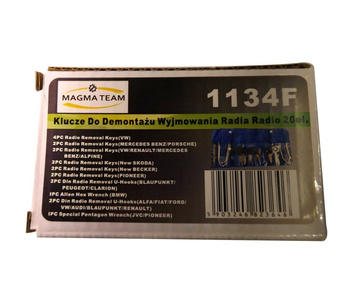 MAGMA TEAM
1134F
Klucze Do Demontażu Wyjmowania Radia Radio 20el.
4PC Radio Removal Keys(VW)
2PC Radio Removal Keys(MERCEDES BENZ/PORSCHE)
2PC Radio Removal Keys(VW/RENAULT/MERCEDES
BENZ/ALPINE)
2PC Radio Removal Keys(New SKODA)
2PC Radio Removal Keys(New BECKER)
2PC Radio Removal Keys(PIONEER)
2PC Din Radio Removal U-Hooks(BLAUPUNKT/
PEUGEOT/CLARION)
1PC Allen Hex Wrench (BMW)
2PC Din Radio Removal U-Hooks(ALFA/FIAT/FORD/
VW/AUDI/BLAUPUNKT/RENAULT)
1PC Special Pentagon Wrench(JVC/PIONEER)
5903246823646